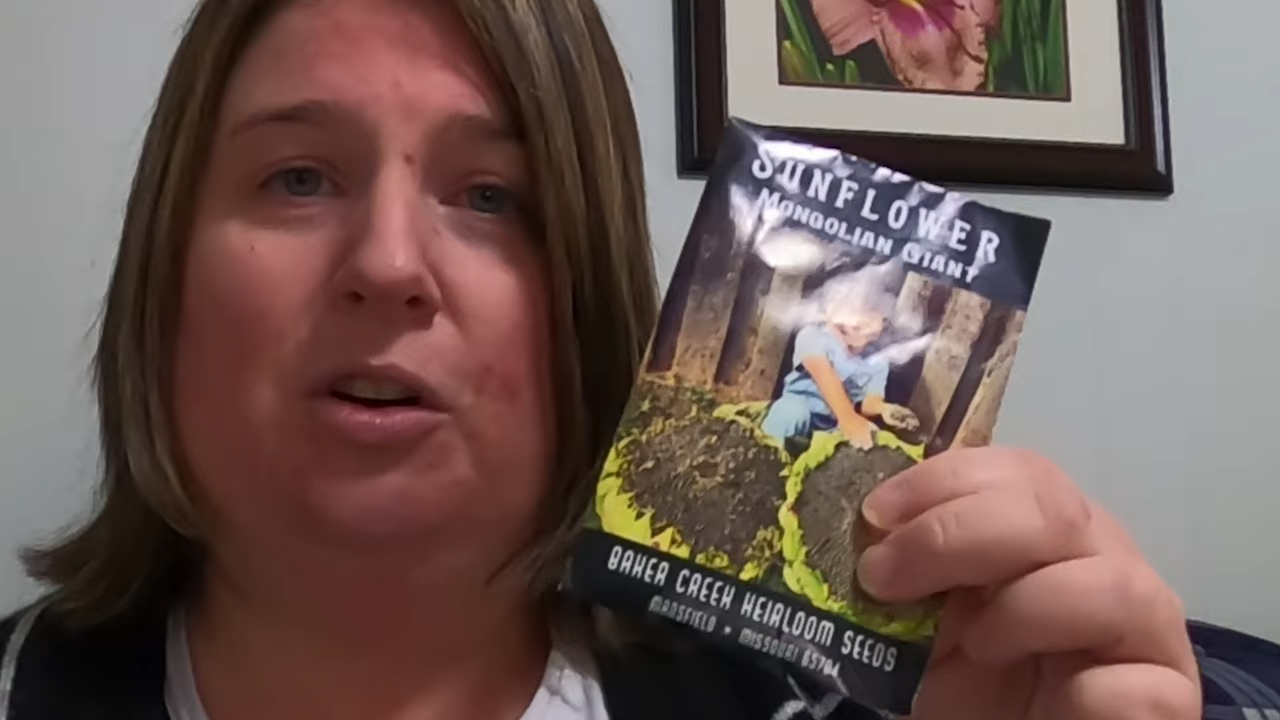 SUNFLOWER
MONGOLIAN GIANT
BAKER CREEK HEIRLOOM SEEDS
MANSFIELD • MISSOURI 65704